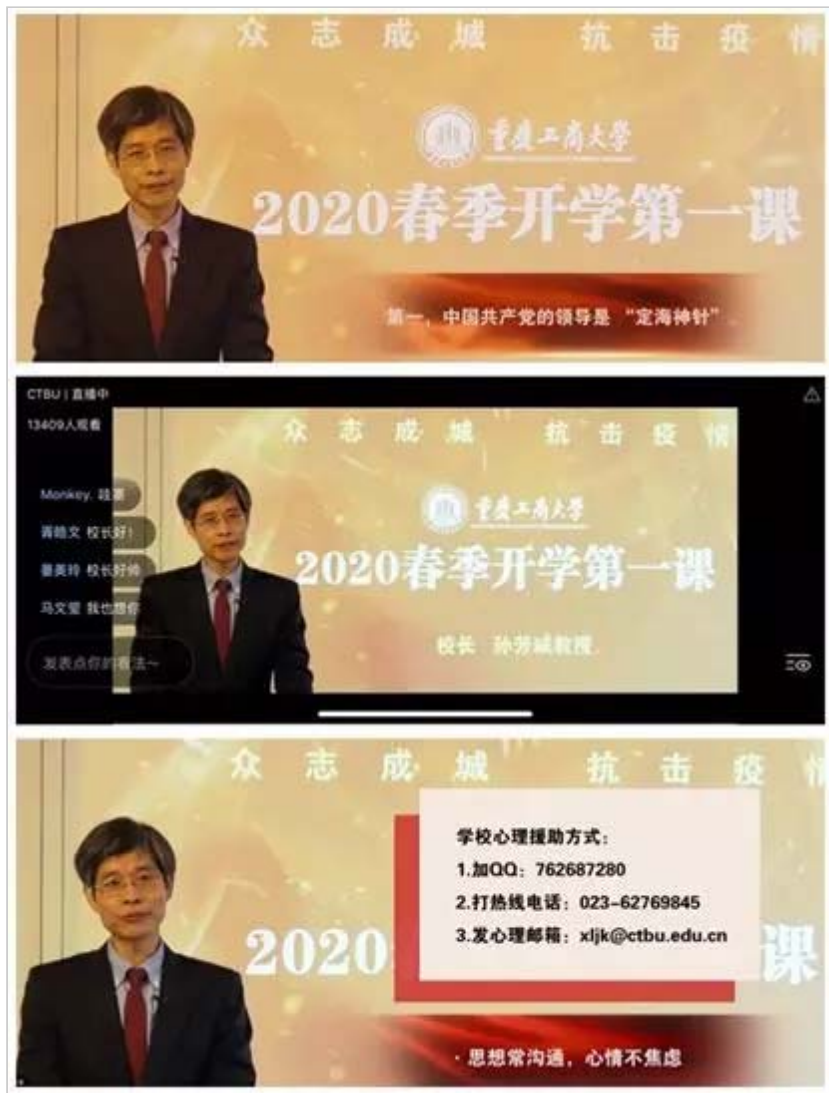 众志成城 抗击疫情
重庆工商大學
2020春季开学第一课
第一，中国共产党的领导是“定海神针”
CTBU | 直播中
13409人观看
众志成城 抗击疫情
Monkey. 哇塞
重庆工商大學
胥皓文 校长好！
2020春季开学第一课
晏美玲 校长好帅
马文莹 我也想你
校长 孙芳城教授
发表点你的看法～
众志成城 抗击疫情
学校心理援助方式：
1.加QQ：762687280
2.打热线电话：023-62769845
2020 课
3.发心理邮箱：xljk@ctbu.edu.cn
·思想常沟通，心情不焦虑